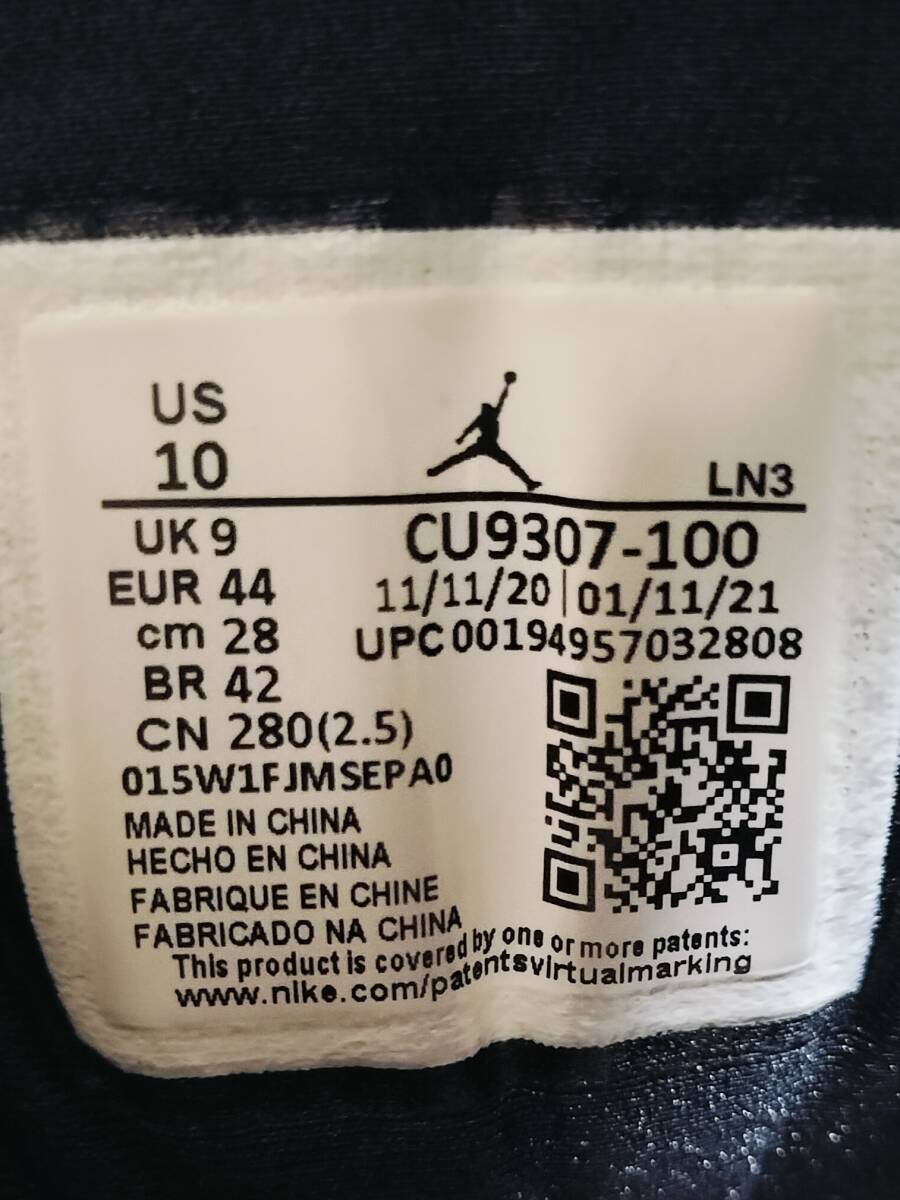 US
10
LN3
UK 9
CU9307-100
EUR 44
11/11/20 | 01/11/21
cm 28
UPC 00194957032808
BR 42
CN 280(2.5)
015W1FJMSEPA0
MADE IN CHINA
HECHO EN CHINA
FABRIQUE EN CHINE
FABRICADO NA CHINA
This product is covered by one or more patents:
www.nike.com/patentsvirtualmarking